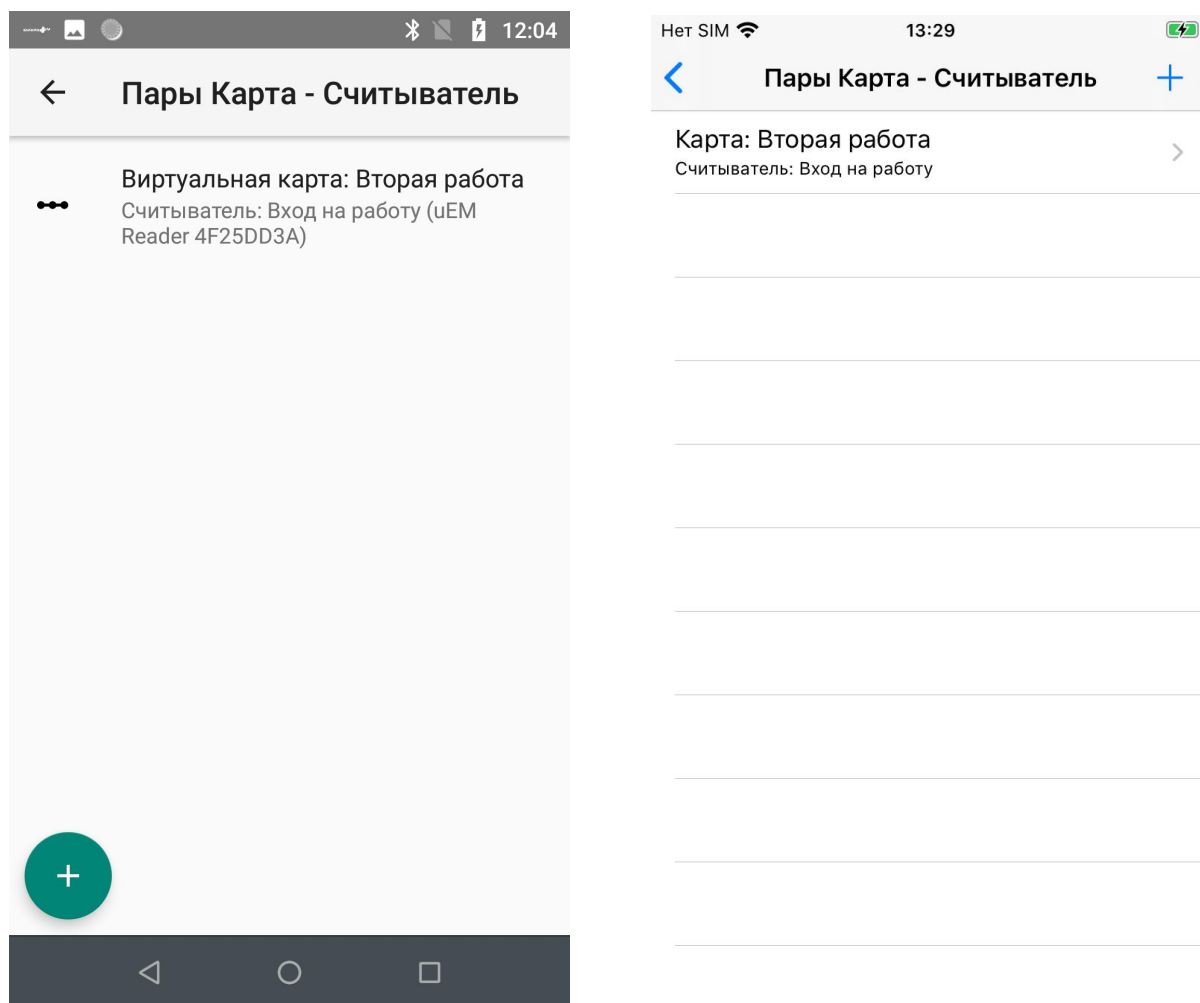 12:04
Пары Карта - Считыватель
Виртуальная карта: Вторая работа
Считыватель: Вход на работу (uEM
Reader 4F25DD3A)
Нет SIM
13:29
Пары Карта - Считыватель
Карта: Вторая работа
Считыватель: Вход на работу